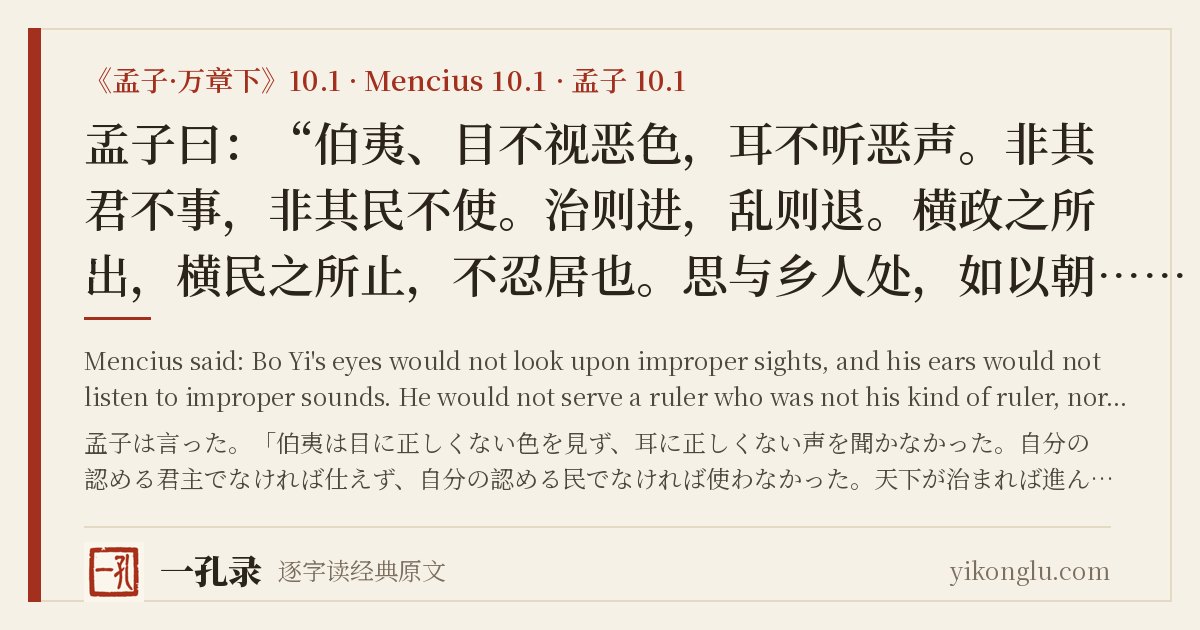 《孟子·万章下》10.1 · Mencius 10.1 · 孟子 10.1
孟子曰：“伯夷、目不视恶色，耳不听恶声。非其
君不事，非其民不使。治则进，乱则退。横政之所
出，横民之所止，不忍居也。思与乡人处，如以朝……
Mencius said: Bo Yi's eyes would not look upon improper sights, and his ears would not
listen to improper sounds. He would not serve a ruler who was not his kind of ruler, nor...
孟子は言った。「伯夷は目に正しくない色を見ず、耳に正しくない声を聞かなかった。自分の
認める君主でなければ仕えず、自分の認める民でなければ使わなかった。天下が治まれば進ん…
一孔
一孔录 逐字读经典原文
yikonglu.com